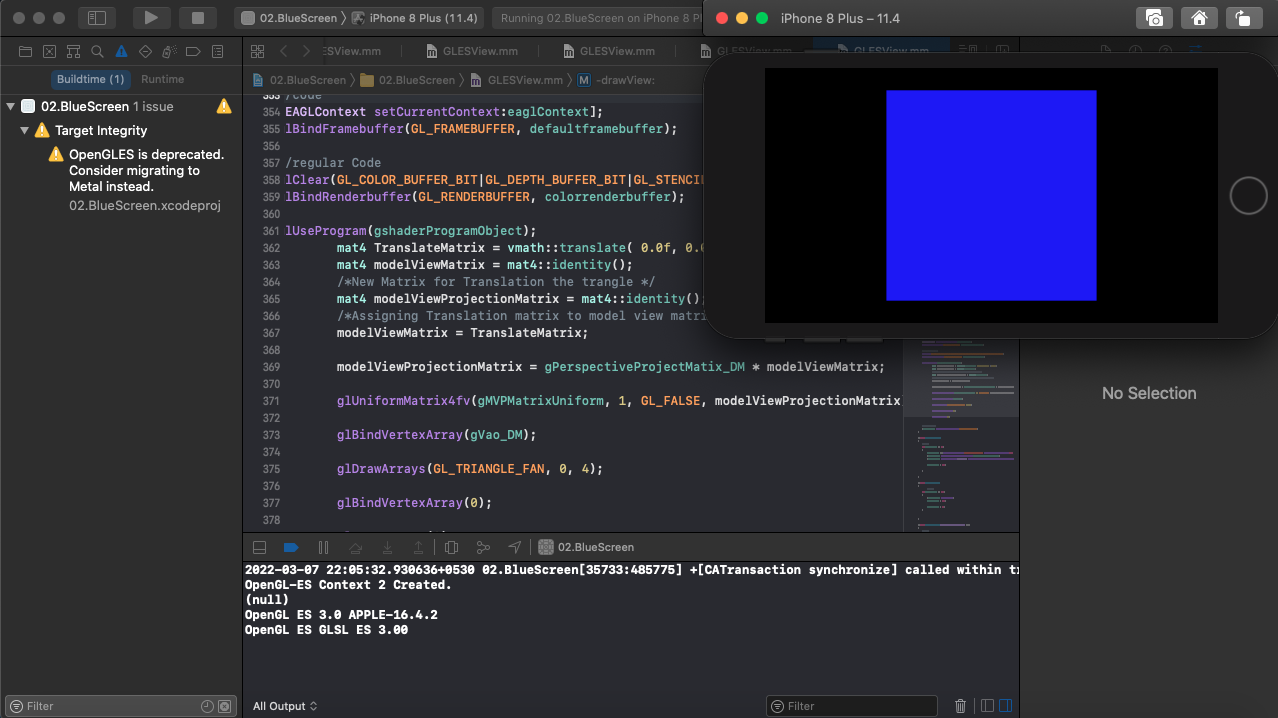 02.BlueScreen 〉 iPhone 8 Plus (11.4)
Running 02.BlueScreen on iPhone 8 P
iPhone 8 Plus – 11.4
ESView.mm
GLESView.mm
GLESView.mm
GLESView.mm
GLESView.mm
Buildtime (1)
Runtime
02.BlueScreen 〉 02.BlueScreen 〉 GLESView.mm 〉 M -drawView:
02.BlueScreen 1 issue
Target Integrity
OpenGLES is deprecated.
Consider migrating to
Metal instead.
02.BlueScreen.xcodeproj
353 /code
354 EAGLContext setCurrentContext:eaglContext];
355 lBindFramebuffer(GL_FRAMEBUFFER, defaultframebuffer);
356
357 /regular Code
358 lClear(GL_COLOR_BUFFER_BIT|GL_DEPTH_BUFFER_BIT|GL_STENCIL
359 lBindRenderbuffer(GL_RENDERBUFFER, colorrenderbuffer);
360
361 lUseProgram(gshaderProgramObject);
362 mat4 TranslateMatrix = vmath::translate( 0.0f, 0.0
363 mat4 modelViewMatrix = mat4::identity();
364 /*New Matrix for Translation the trangle */
365 mat4 modelViewProjectionMatrix = mat4::identity();
366 /*Assigning Translation matrix to model view matri
367 modelViewMatrix = TranslateMatrix;
368
369 modelViewProjectionMatrix = gPerspectiveProjectMatix_DM * modelViewMatrix;
370
371 glUniformMatrix4fv(gMVPMatrixUniform, 1, GL_FALSE, modelViewProjectionMatrix
372
373 glBindVertexArray(gVao_DM);
374
375 glDrawArrays(GL_TRIANGLE_FAN, 0, 4);
376
377 glBindVertexArray(0);
378
No Selection
02.BlueScreen
2022-03-07 22:05:32.930636+0530 02.BlueScreen[35733:485775] +[CATransaction synchronize] called within tr
OpenGL-ES Context 2 Created.
(null)
OpenGL ES 3.0 APPLE-16.4.2
OpenGL ES GLSL ES 3.00
Filter
All Output
Filter